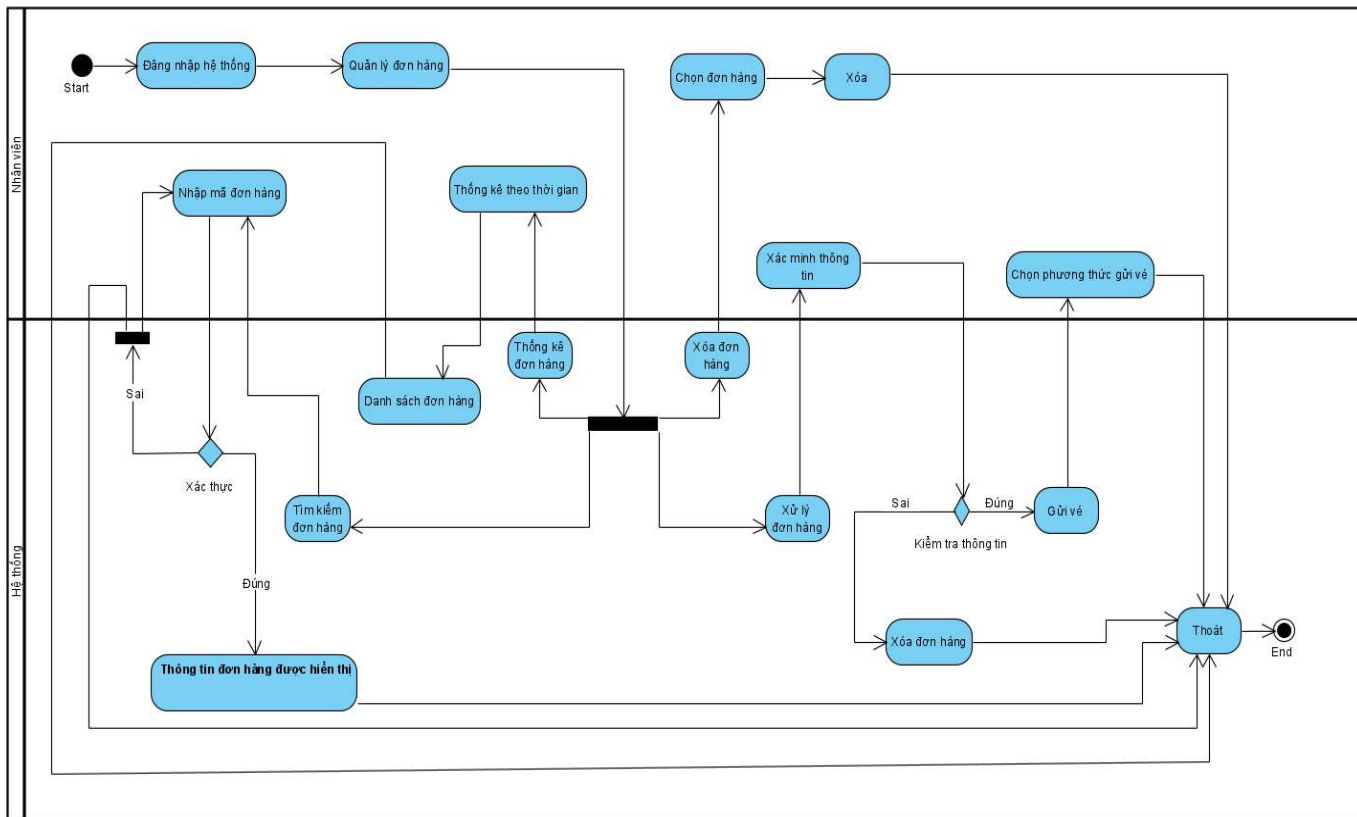 Nhân viên
Start
Đăng nhập hệ thống
Quản lý đơn hàng
Chọn đơn hàng
Xóa
Nhập mã đơn hàng
Thống kê theo thời gian
Xác minh thông
tin
Chọn phương thức gửi vé
Hệ thống
Thống kê
đơn hàng
Xóa đơn
hàng
Sai
Danh sách đơn hàng
Xác thực
Tìm kiếm
đơn hàng
Xử lý
đơn hàng
Sai
Đúng
Gửi vé
Kiểm tra thông tin
Đúng
Xóa đơn hàng
Thoát
End
Thông tin đơn hàng được hiển thị